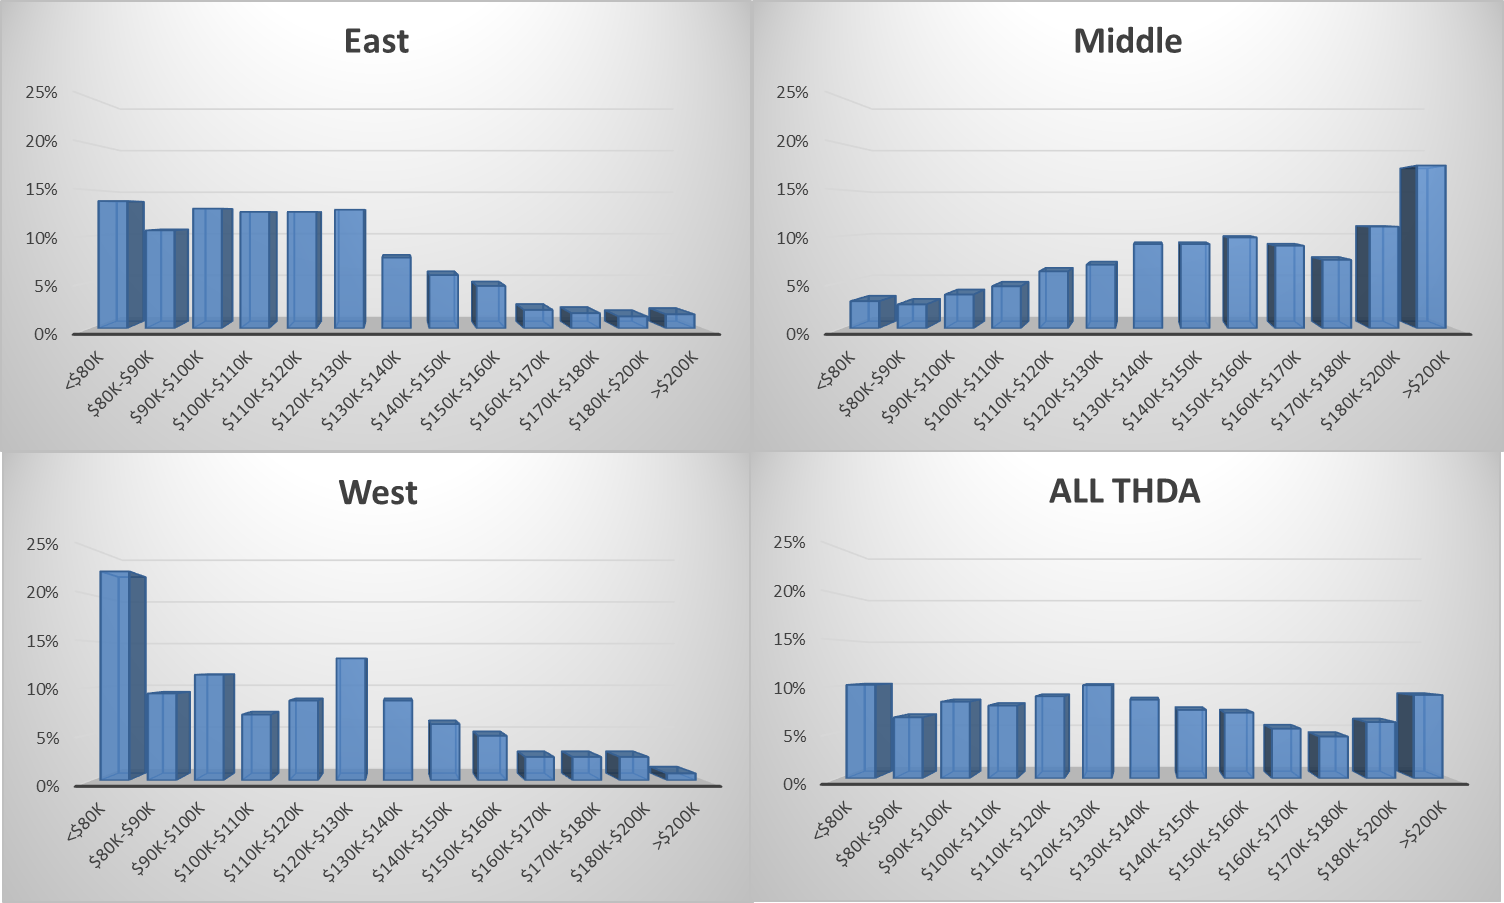 East
25%
20%
15%
10%
5%
0%
<$80K
$80K-$90K
$90K-$100K
$100K-$110K
$110K-$120K
$120K-$130K
$130K-$140K
$140K-$150K
$150K-$160K
$160K-$170K
$170K-$180K
$180K-$200K
>$200K
Middle
25%
20%
15%
10%
5%
0%
<$80K
$80K-$90K
$90K-$100K
$100K-$110K
$110K-$120K
$120K-$130K
$130K-$140K
$140K-$150K
$150K-$160K
$160K-$170K
$170K-$180K
$180K-$200K
>$200K
West
25%
20%
15%
10%
5%
0%
<$80K
$80K-$90K
$90K-$100K
$100K-$110K
$110K-$120K
$120K-$130K
$130K-$140K
$140K-$150K
$150K-$160K
$160K-$170K
$170K-$180K
$180K-$200K
>$200K
ALL THDA
25%
20%
15%
10%
5%
0%
<$80K
$80K-$90K
$90K-$100K
$100K-$110K
$110K-$120K
$120K-$130K
$130K-$140K
$140K-$150K
$150K-$160K
$160K-$170K
$170K-$180K
$180K-$200K
>$200K